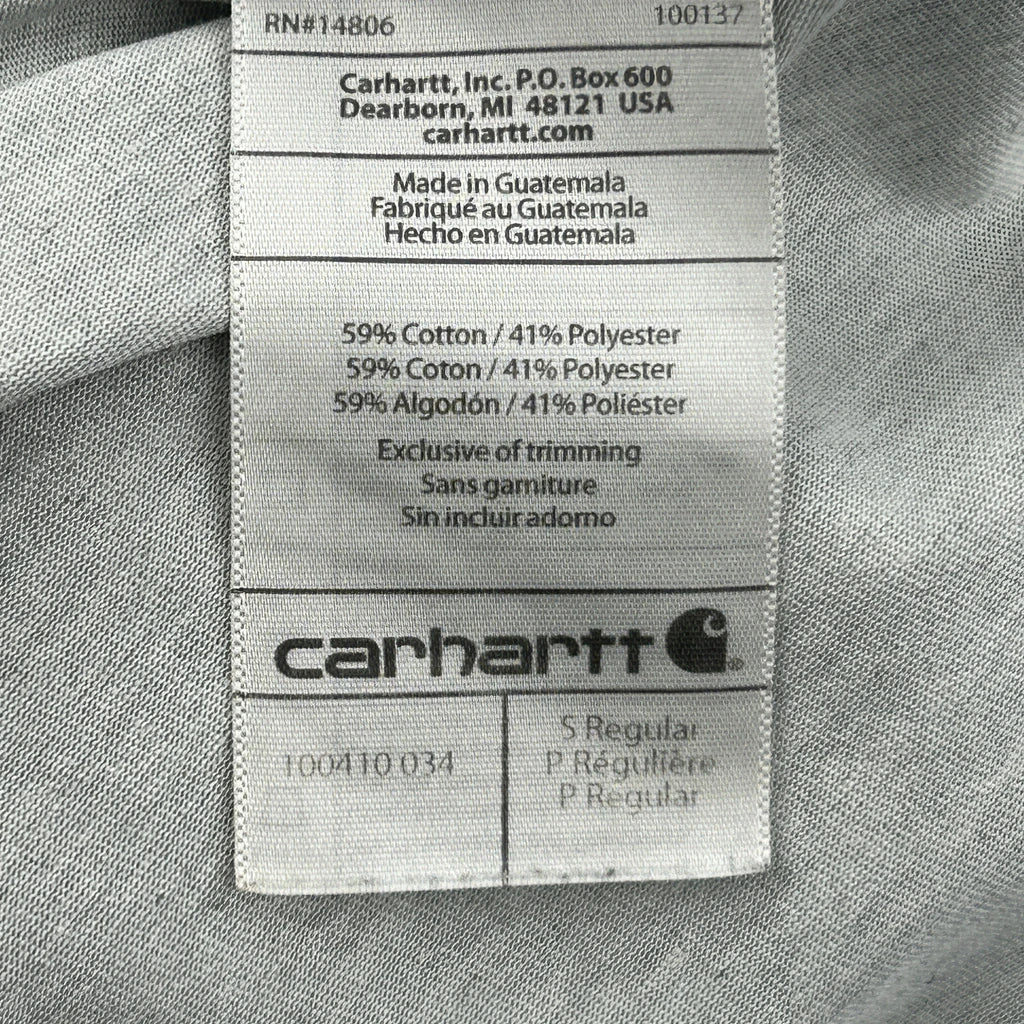 RN#14806 100137
Carhartt, Inc. P.O. Box 600
Dearborn, MI 48121 USA
carhartt.com
Made in Guatemala
Fabriqué au Guatemala
Hecho en Guatemala
59% Cotton / 41% Polyester
59% Coton / 41% Polyester
59% Algodón / 41% Poliéster
Exclusive of trimming
Sans garniture
Sin incluir adorno
carhartt
100410 034
S Regular
P Régulière
P Regular